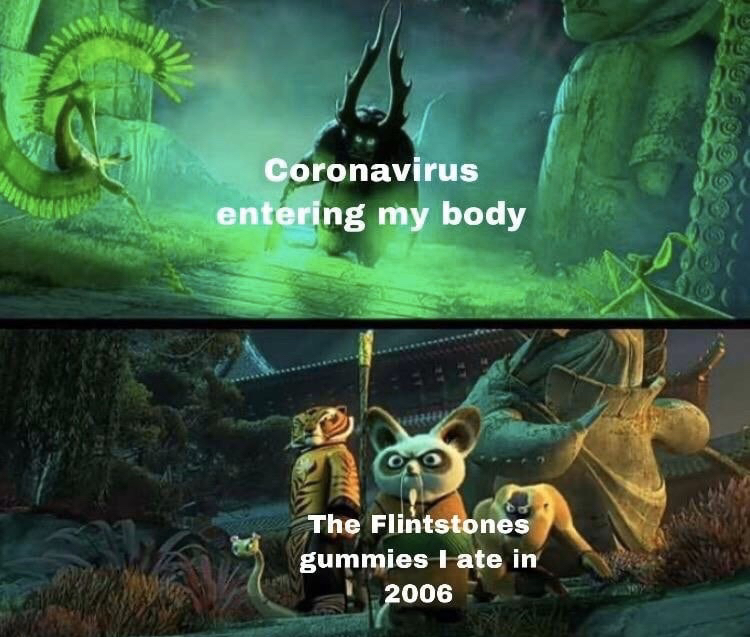 Coronavirus
entering my body
The Flintstones
gummies I ate in
2006